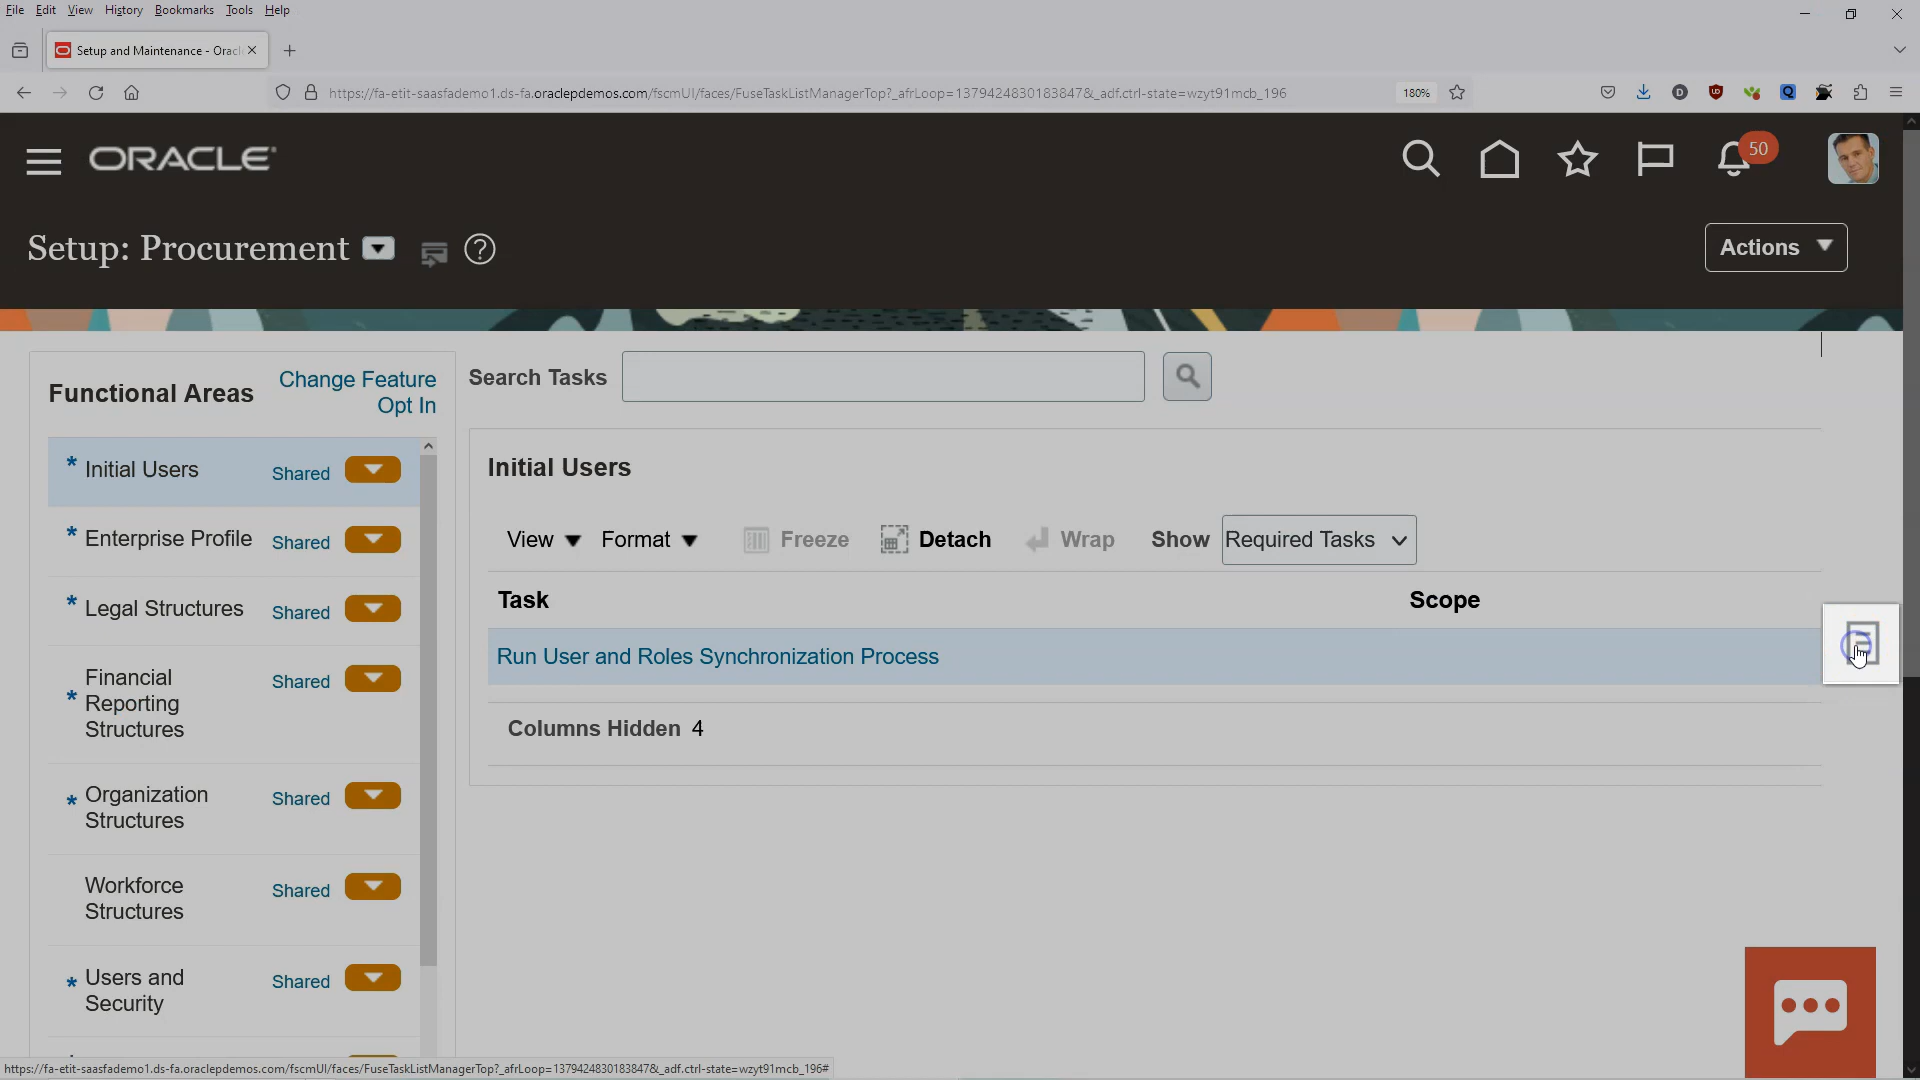 File Edit View History Bookmarks Tools Help
Setup and Maintenance - Oracl
https://fa-etit-saasfademo1.ds-fa.oraclepdemos.com/fscmUI/faces/FuseTaskListManagerTop?_afrLoop=1379424830183847&_adf.ctrl-state=wzyt91mcb_196
180%
ORACLE
50
Setup: Procurement
Actions
Functional Areas
Change Feature
Opt In
Search Tasks
Initial Users
Shared
Enterprise Profile
Shared
Legal Structures
Shared
Financial
Reporting
Structures
Shared
Organization
Structures
Shared
Workforce
Structures
Shared
Users and
Security
Shared
Initial Users
View Format Freeze Detach Wrap Show Required Tasks
Task Scope
Run User and Roles Synchronization Process
Columns Hidden 4
https://fa-etit-saasfademo1.ds-fa.oraclepdemos.com/fscmUI/faces/FuseTaskListManagerTop?_afrLoop=1379424830183847&_adf.ctrl-state=wzyt91mcb_196#